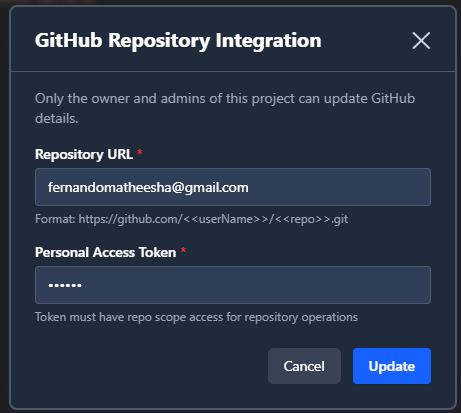 GitHub Repository Integration
Only the owner and admins of this project can update GitHub
details.
Repository URL *
fernandomatheesha@gmail.com
Format: https://github.com/<<userName>>/<<repo>>.git
Personal Access Token *
••••••
Token must have repo scope access for repository operations
Cancel
Update